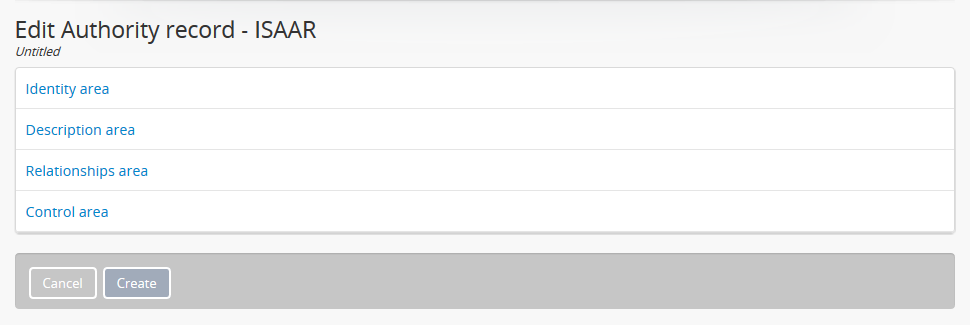 Edit Authority record - ISAAR
Untitled
Identity area
Description area
Relationships area
Control area
Cancel Create